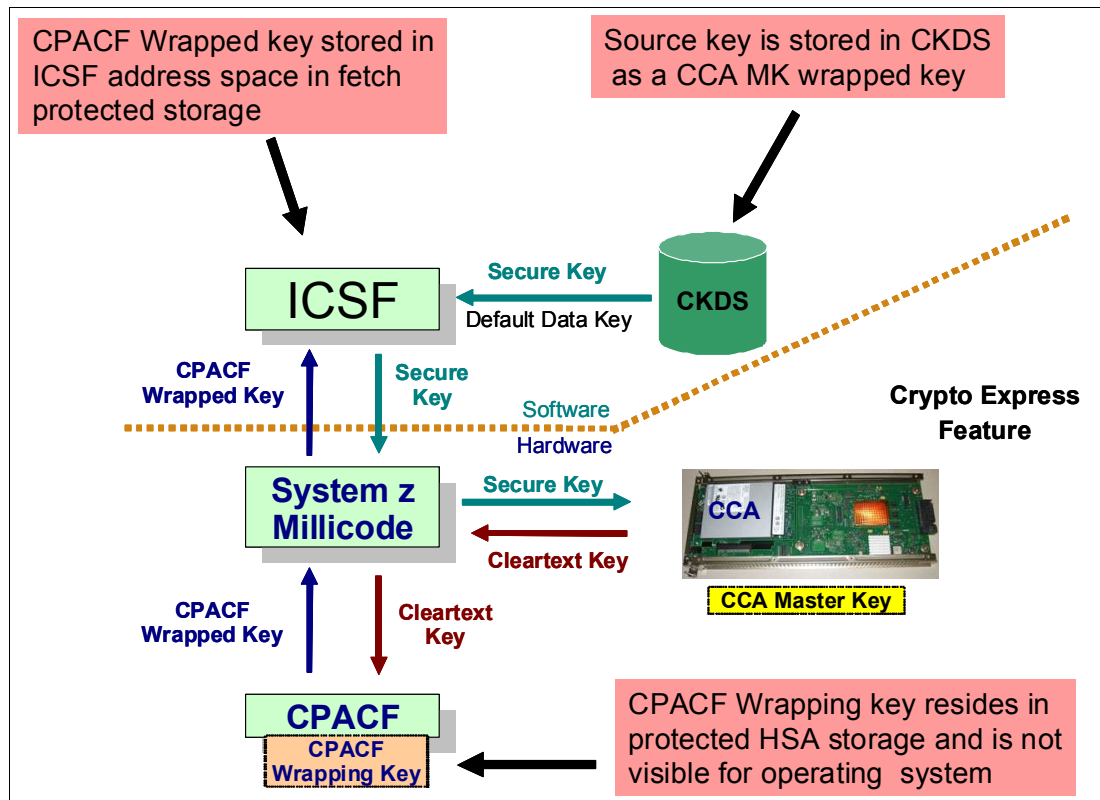 CPACF Wrapped key stored in
ICSF address space in fetch
protected storage
Source key is stored in CKDS
as a CCA MK wrapped key
ICSF
Secure Key
Default Data Key
CKDS
CPACF
Wrapped Key
Secure
Key
Software
Hardware
Crypto Express
Feature
System z
Millicode
Secure Key
Cleartext Key
CCA
CCA Master Key
CPACF
Wrapped Key
Cleartext
Key
CPACF
CPACF
Wrapping Key
CPACF Wrapping key resides in
protected HSA storage and is not
visible for operating system